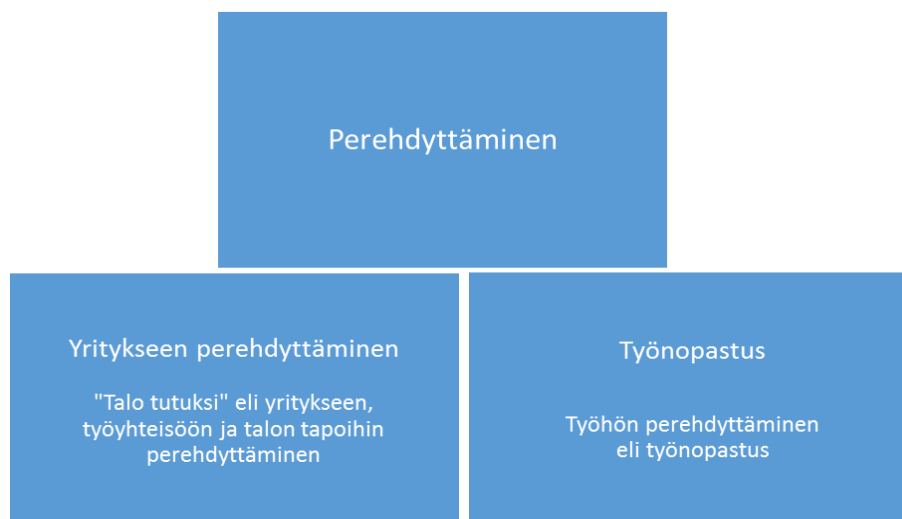 Perehdyttäminen
Yritykseen perehdyttäminen
"Talo tutuksi" eli yritykseen,
työyhteisöön ja talon tapoihin
perehdyttäminen
Työnopastus
Työhön perehdyttäminen
eli työnopastus